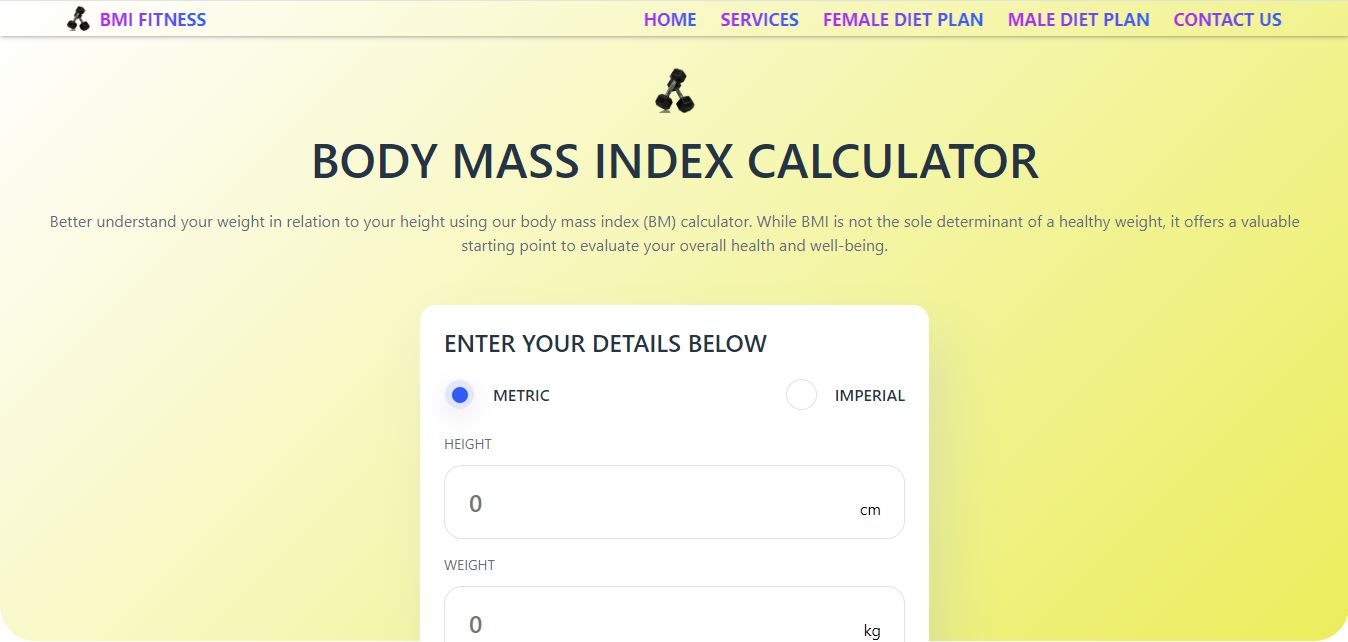 BMI FITNESS HOME SERVICES FEMALE DIET PLAN MALE DIET PLAN CONTACT US
BODY MASS INDEX CALCULATOR
Better understand your weight in relation to your height using our body mass index (BM) calculator. While BMI is not the sole determinant of a healthy weight, it offers a valuable
starting point to evaluate your overall health and well-being.
ENTER YOUR DETAILS BELOW
METRIC IMPERIAL
HEIGHT
0 cm
WEIGHT
0 kg